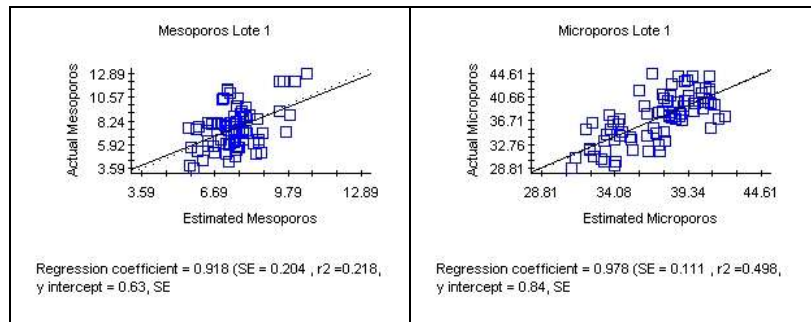 Mesoporos Lote 1
Actual Mesoporos
12.89
10.57
8.24
5.92
3.59
3.59 6.69 9.79 12.89
Estimated Mesoporos
Regression coefficient = 0.918 (SE = 0.204 , r2 =0.218,
y intercept = 0.63, SE
Microporos Lote 1
Actual Microporos
44.61
40.66
36.71
32.76
28.81
28.81 34.08 39.34 44.61
Estimated Microporos
Regression coefficient = 0.978 (SE = 0.111 , r2 =0.498,
y intercept = 0.84, SE